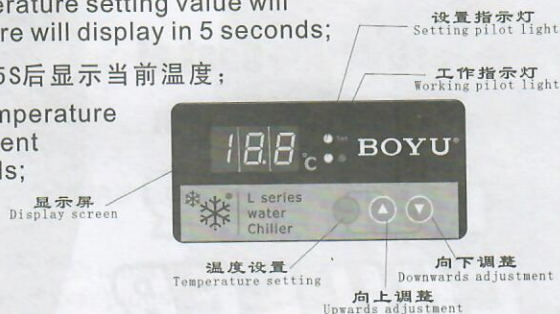 erature setting value will
re will display in 5 seconds;
5S后显示当前温度;
mperature
ent
ds;
设置指示灯
Setting pilot light
工作指示灯
Working pilot light
18.8
°C
BOYU
L series
water
Chiller
显示屏
Display screen
温度设置
Temperature setting
向上调整
Upwards adjustment
向下调整
Downwards adjustment